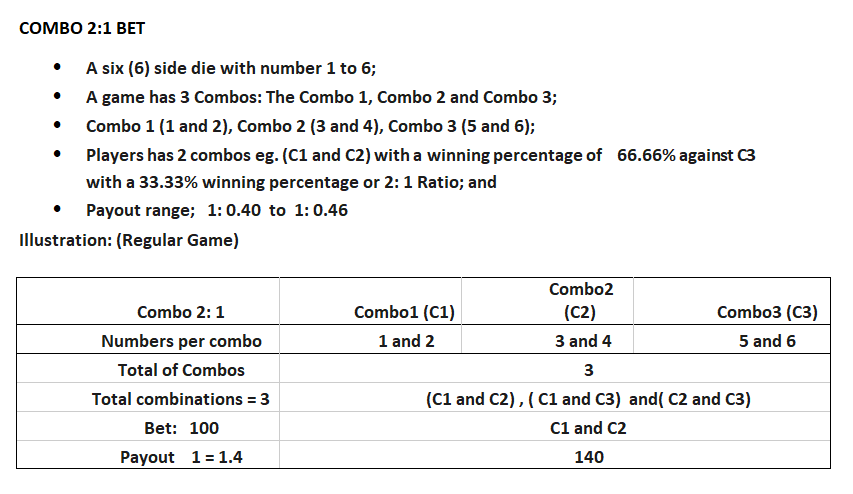 COMBO 2:1 BET
• A six (6) side die with number 1 to 6;
• A game has 3 Combos: The Combo 1, Combo 2 and Combo 3;
• Combo 1 (1 and 2), Combo 2 (3 and 4), Combo 3 (5 and 6);
• Players has 2 combos eg. (C1 and C2) with a winning percentage of 66.66% against C3
with a 33.33% winning percentage or 2: 1 Ratio; and
• Payout range; 1: 0.40 to 1: 0.46
Illustration: (Regular Game)
Combo2
Combo 2: 1 Combo1 (C1) (C2) Combo3 (C3)
Numbers per combo 1 and 2 3 and 4 5 and 6
Total of Combos 3
Total combinations = 3 (C1 and C2) , ( C1 and C3) and( C2 and C3)
Bet: 100 C1 and C2
Payout 1 = 1.4 140